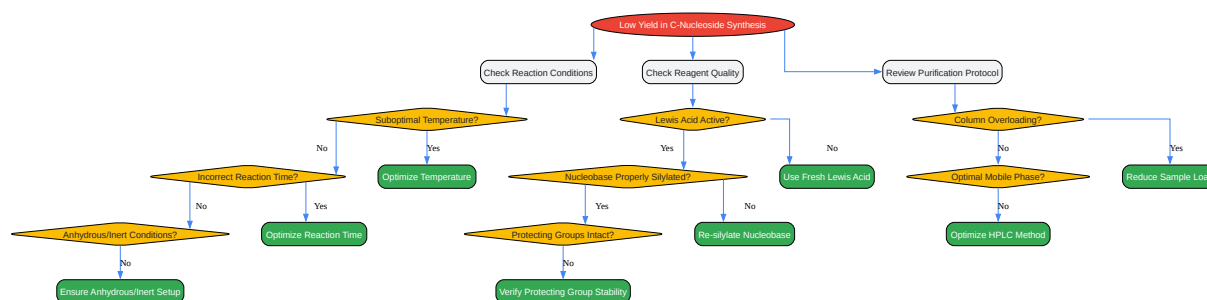 Low Yield in C-Nucleoside Synthesis
Check Reaction Conditions
Check Reagent Quality
Review Purification Protocol
Suboptimal Temperature?
Lewis Acid Active?
Column Overloading?
No
Yes
Yes
No
No
Yes
Incorrect Reaction Time?
Optimize Temperature
Nucleobase Properly Silylated?
Use Fresh Lewis Acid
Optimal Mobile Phase?
Reduce Sample Loa
No
Yes
Yes
No
No
Anhydrous/Inert Conditions?
Optimize Reaction Time
Protecting Groups Intact?
Re-silylate Nucleobase
Optimize HPLC Method
No
No
Ensure Anhydrous/Inert Setup
Verify Protecting Group Stability